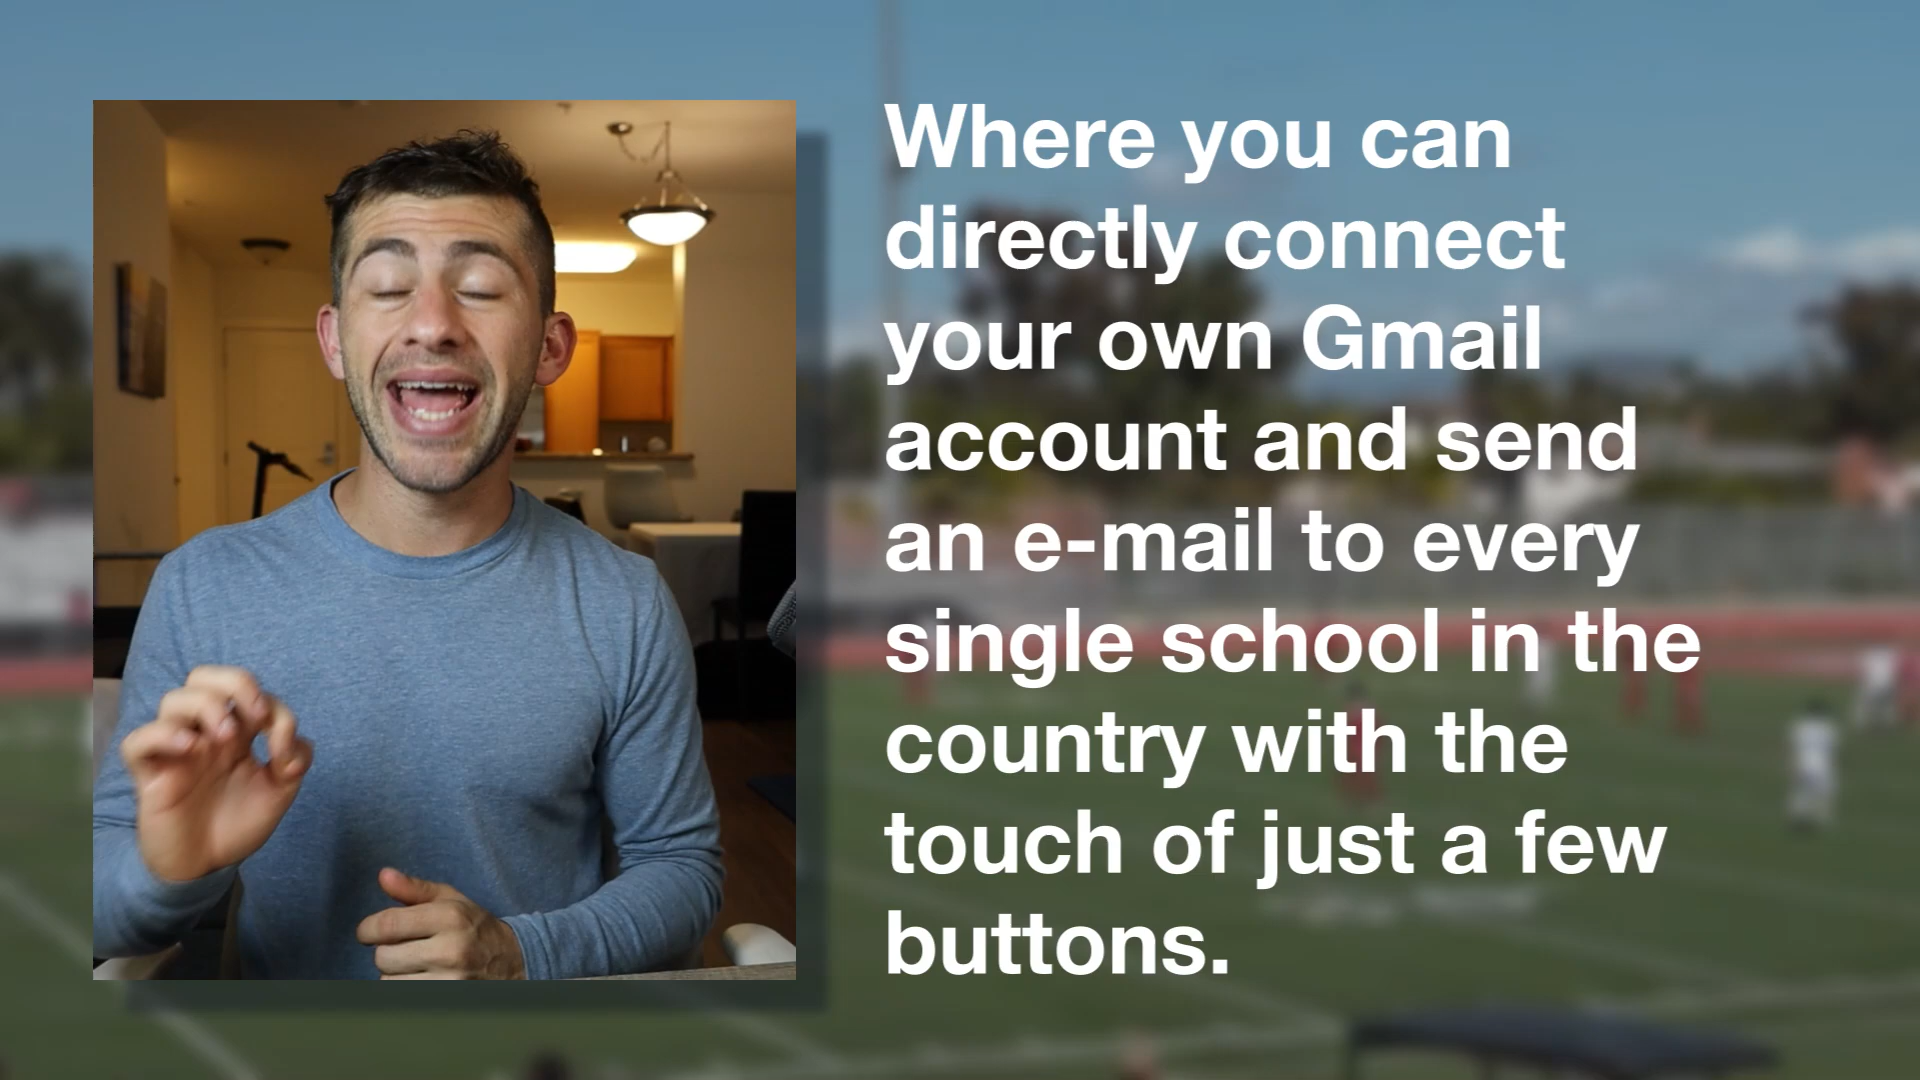 Where you can
directly connect
your own Gmail
account and send
an e-mail to every
single school in the
country with the
touch of just a few
buttons.